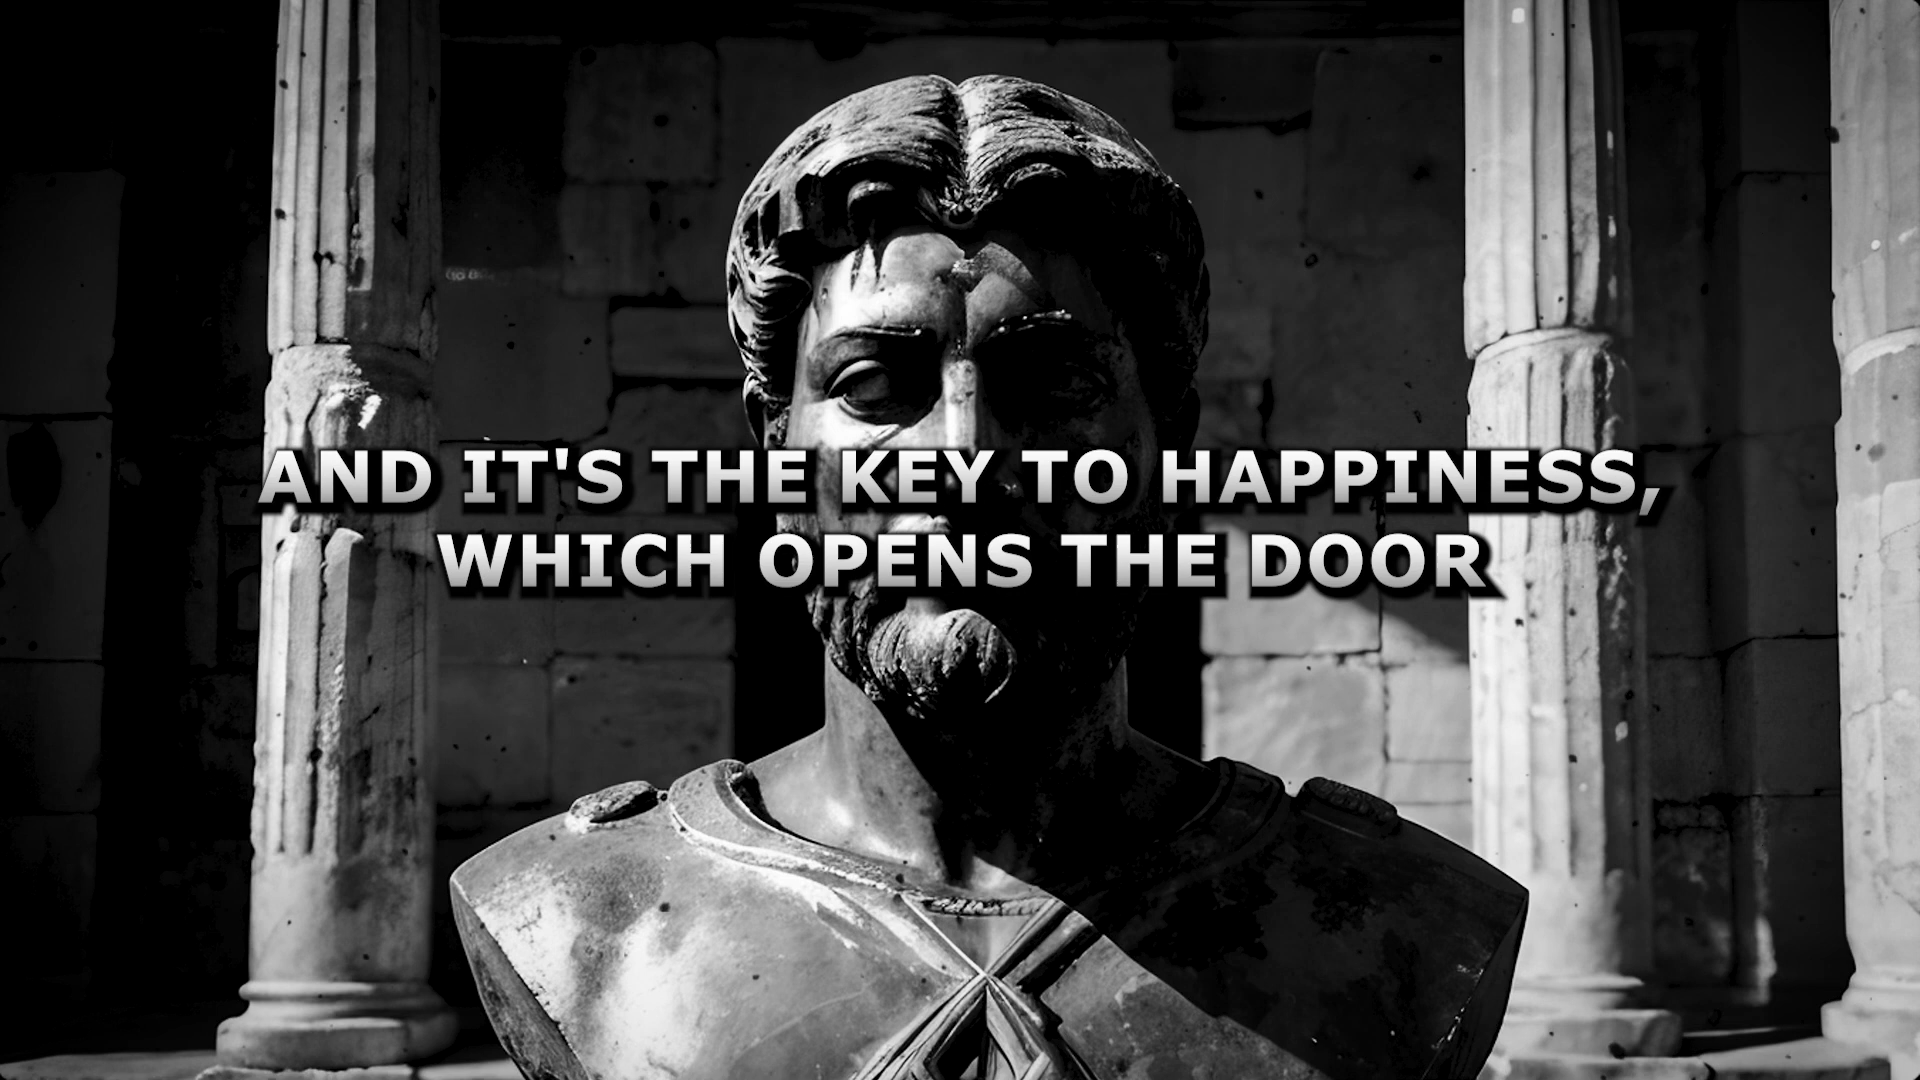 AND IT'S THE KEY TO HAPPINESS,
WHICH OPENS THE DOOR